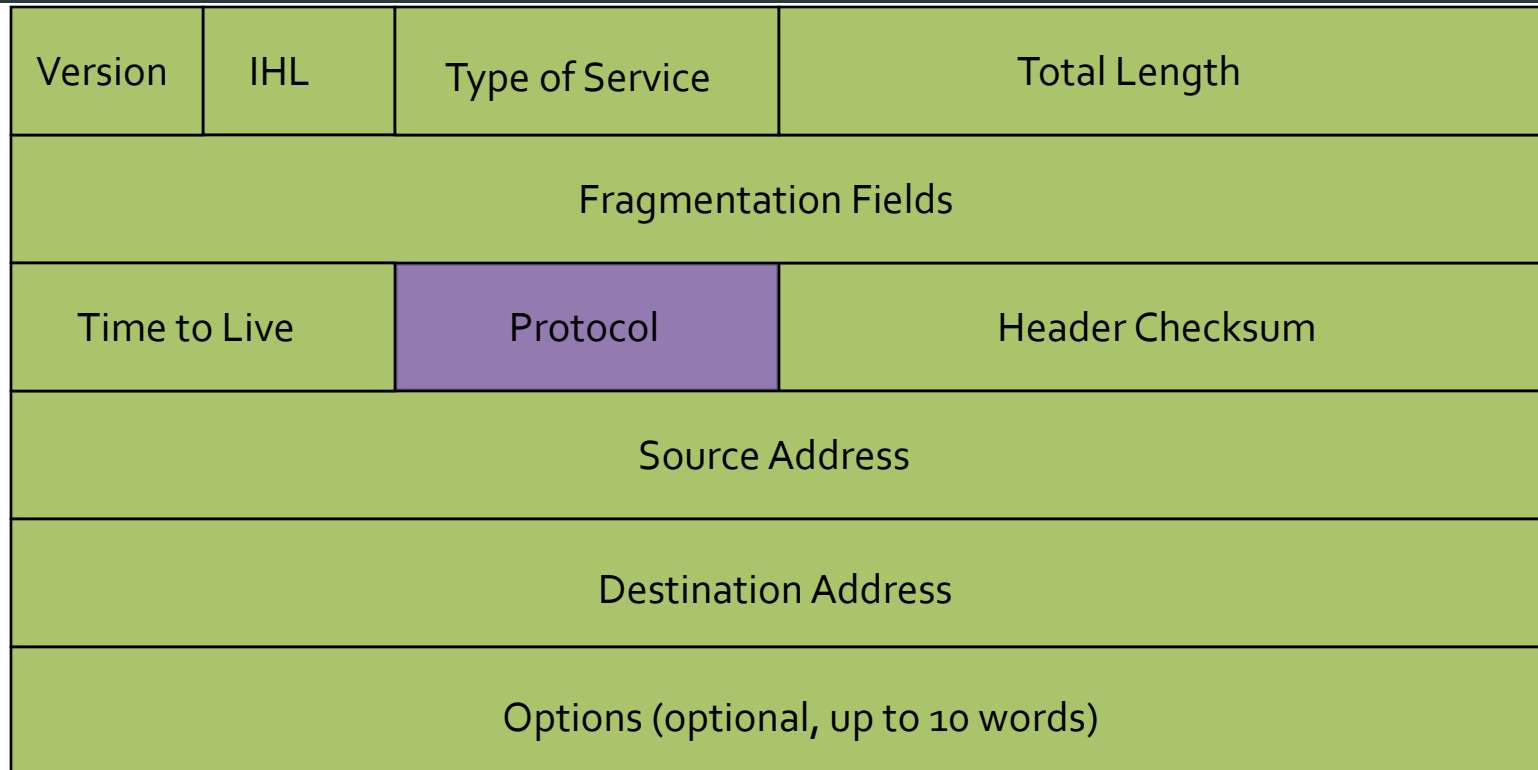 Version IHL Type of Service Total Length
Fragmentation Fields
Time to Live Protocol Header Checksum
Source Address
Destination Address
Options (optional, up to 10 words)